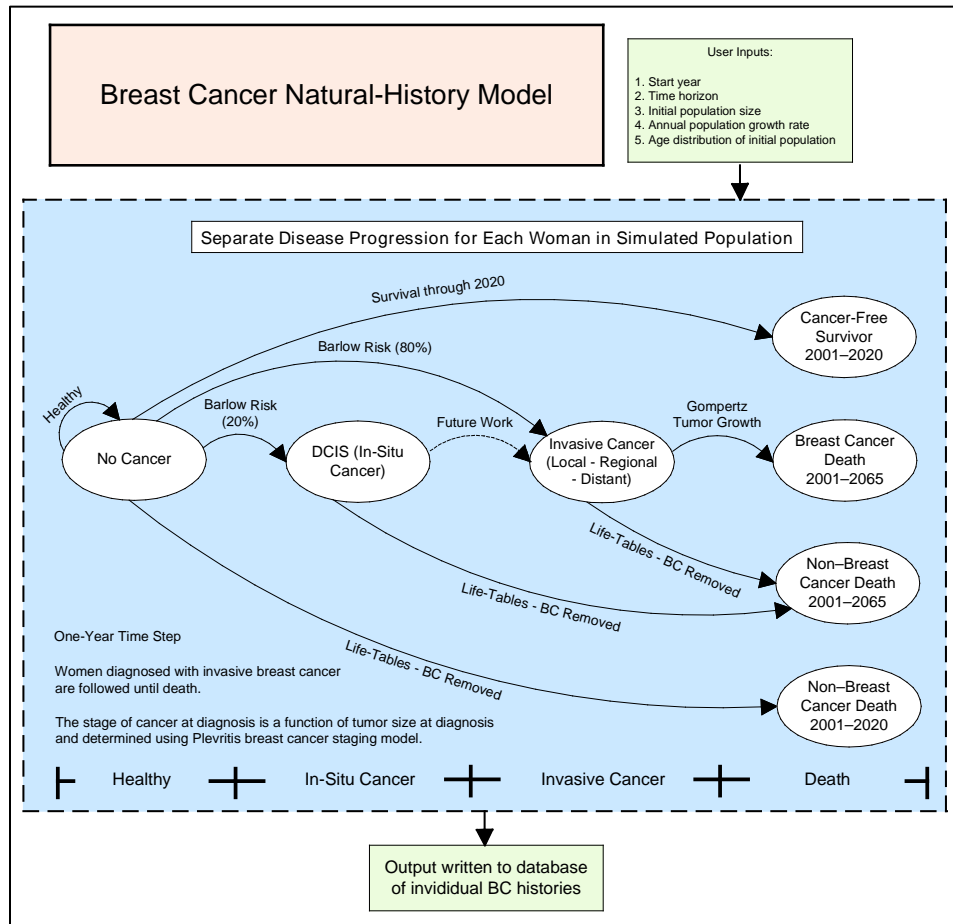 Breast Cancer Natural-History Model
User Inputs:
1. Start year
2. Time horizon
3. Initial population size
4. Annual population growth rate
5. Age distribution of initial population
Separate Disease Progression for Each Woman in Simulated Population
Survival through 2020
Cancer-Free
Survivor
2001–2020
Barlow Risk (80%)
Healthy
Barlow Risk
(20%)
Future Work
Gompertz
Tumor Growth
No Cancer
DCIS (In-Situ
Cancer)
Invasive Cancer
(Local - Regional
- Distant)
Breast Cancer
Death
2001–2065
Life-Tables - BC Removed
Life-Tables - BC Removed
Life-Tables - BC Removed
Non–Breast
Cancer Death
2001–2065
Non–Breast
Cancer Death
2001–2020
One-Year Time Step
Women diagnosed with invasive breast cancer
are followed until death.
The stage of cancer at diagnosis is a function of tumor size at diagnosis
and determined using Plevritis breast cancer staging model.
Healthy
In-Situ Cancer
Invasive Cancer
Death
Output written to database
of invididual BC histories